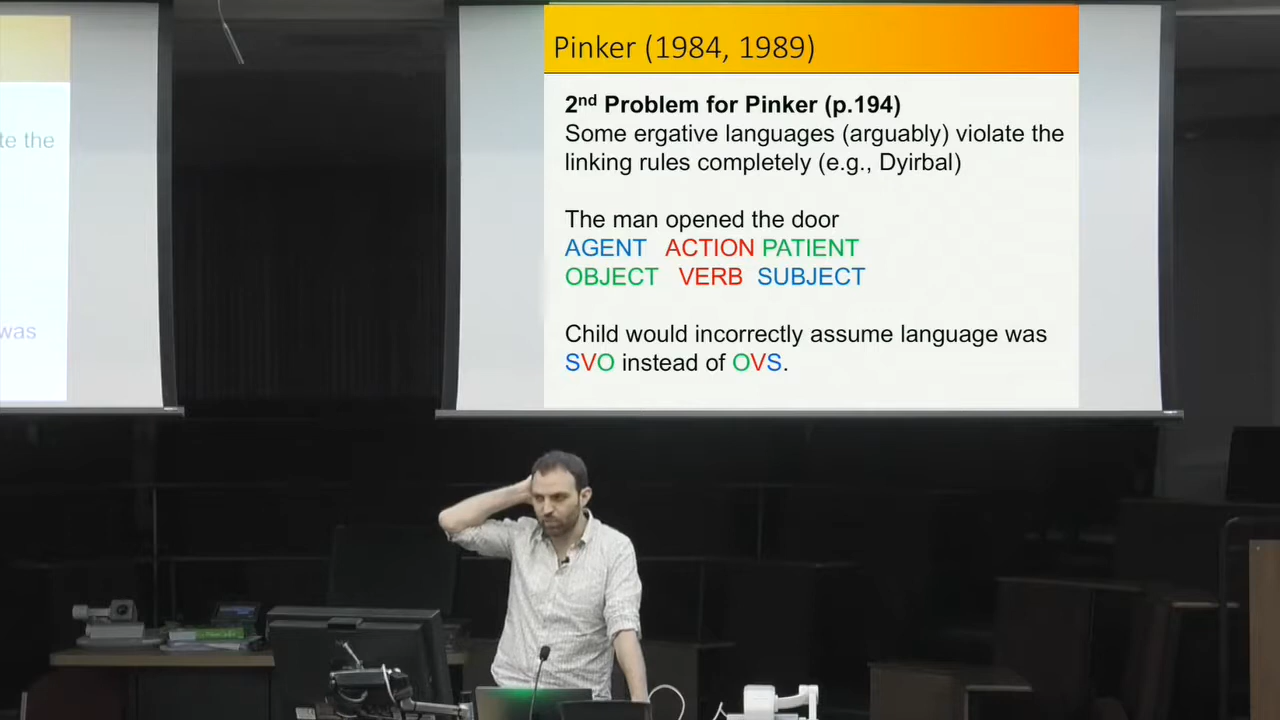 te the
was
Pinker (1984, 1989)
2nd Problem for Pinker (p.194)
Some ergative languages (arguably) violate the
linking rules completely (e.g., Dyirbal)
The man opened the door
AGENT ACTION PATIENT
OBJECT VERB SUBJECT
Child would incorrectly assume language was
SVO instead of OVS.